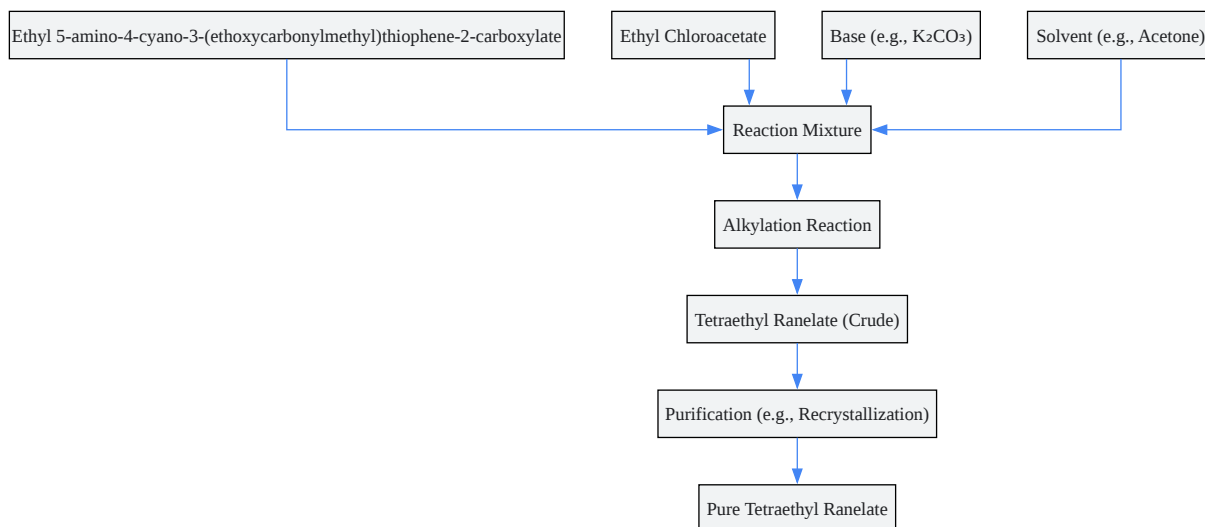 Ethyl 5-amino-4-cyano-3-(ethoxycarbonylmethyl)thiophene-2-carboxylate
Ethyl Chloroacetate
Base (e.g., K₂CO₃)
Solvent (e.g., Acetone)
Reaction Mixture
Alkylation Reaction
Tetraethyl Ranelate (Crude)
Purification (e.g., Recrystallization)
Pure Tetraethyl Ranelate